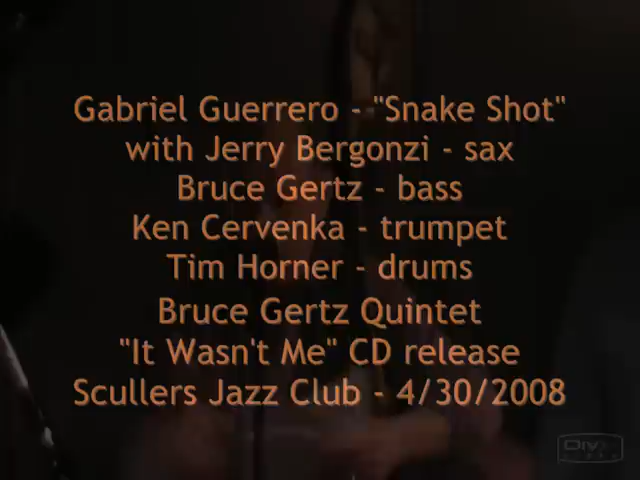 Gabriel Guerrero - "Snake Shot"
with Jerry Bergonzi - sax
Bruce Gertz - bass
Ken Cervenka - trumpet
Tim Horner - drums
Bruce Gertz Quintet
"It Wasn't Me" CD release
Scullers Jazz Club - 4/30/2008